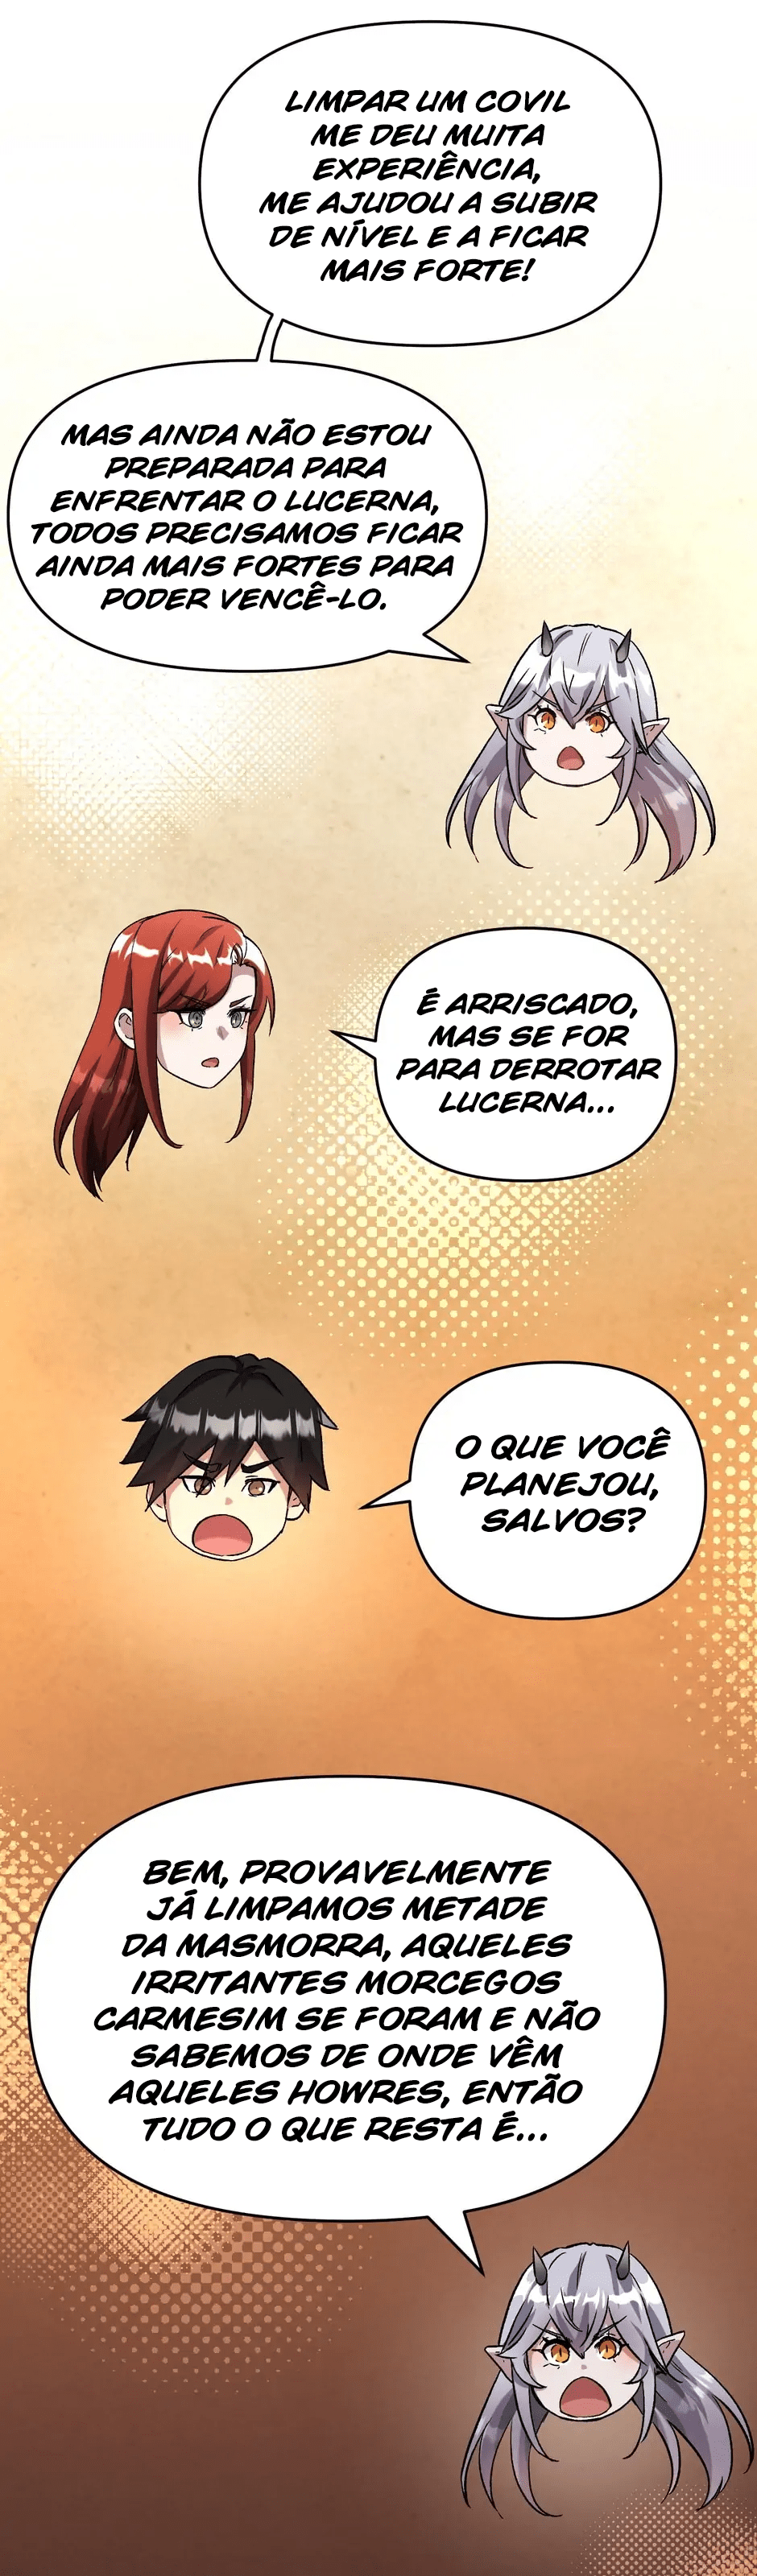 LIMPAR UM COVIL
ME DEU MUITA
EXPERIÊNCIA,
ME AJUDOU A SUBIR
DE NÍVEL E A FICAR
MAIS FORTE!
MAS AINDA NÃO ESTOU
PREPARADA PARA
ENFRENTAR O LUCERNA,
TODOS PRECISAMOS FICAR
AINDA MAIS FORTES PARA
PODER VENCÊ-LO.
É ARRISCADO,
MAS SE FOR
PARA DERROTAR
LUCERNA...
O QUE VOCÊ
PLANEJOU,
SALVOS?
BEM, PROVAVELMENTE
JÁ LIMPAMOS METADE
DA MASMORRA, AQUELES
IRRITANTES MORCEGOS
CARMESIM SE FORAM E NÃO
SABEMOS DE ONDE VÊM
AQUELES HOWRES, ENTÃO
TUDO O QUE RESTA É...